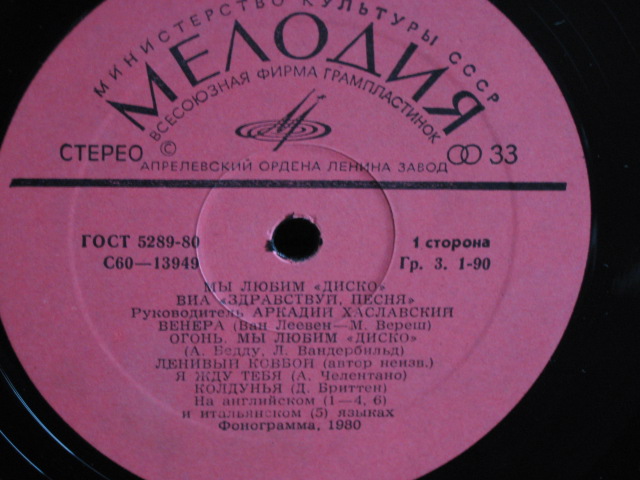 МИНИСТЕРСТВО КУЛЬТУРЫ СССР
МЕЛОДИЯ
ВСЕСОЮЗНАЯ ФИРМА ГРАМПЛАСТИНОК
СТЕРЕО © 33
АПРЕЛЕВСКИЙ ОРДЕНА ЛЕНИНА ЗАВОД
ГОСТ 5289-80 1 сторона
С60—13949 Гр. 3. 1-90
МЫ ЛЮБИМ «ДИСКО»
ВИА «ЗДРАВСТВУЙ, ПЕСНЯ»
Руководитель АРКАДИЙ ХАСЛАВСКИЙ
ВЕНЕРА (Ван Леевен—М. Вереш)
ОГОНЬ. МЫ ЛЮБИМ «ДИСКО»
(А. Бедду, Л. Вандербильд)
ЛЕНИВЫЙ КОВБОЙ (автор неизв.)
Я ЖДУ ТЕБЯ (А. Челентано)
КОЛДУНЬЯ (Д. Бриттен)
На английском (1—4, 6)
и итальянском (5) языках
Фонограмма, 1980